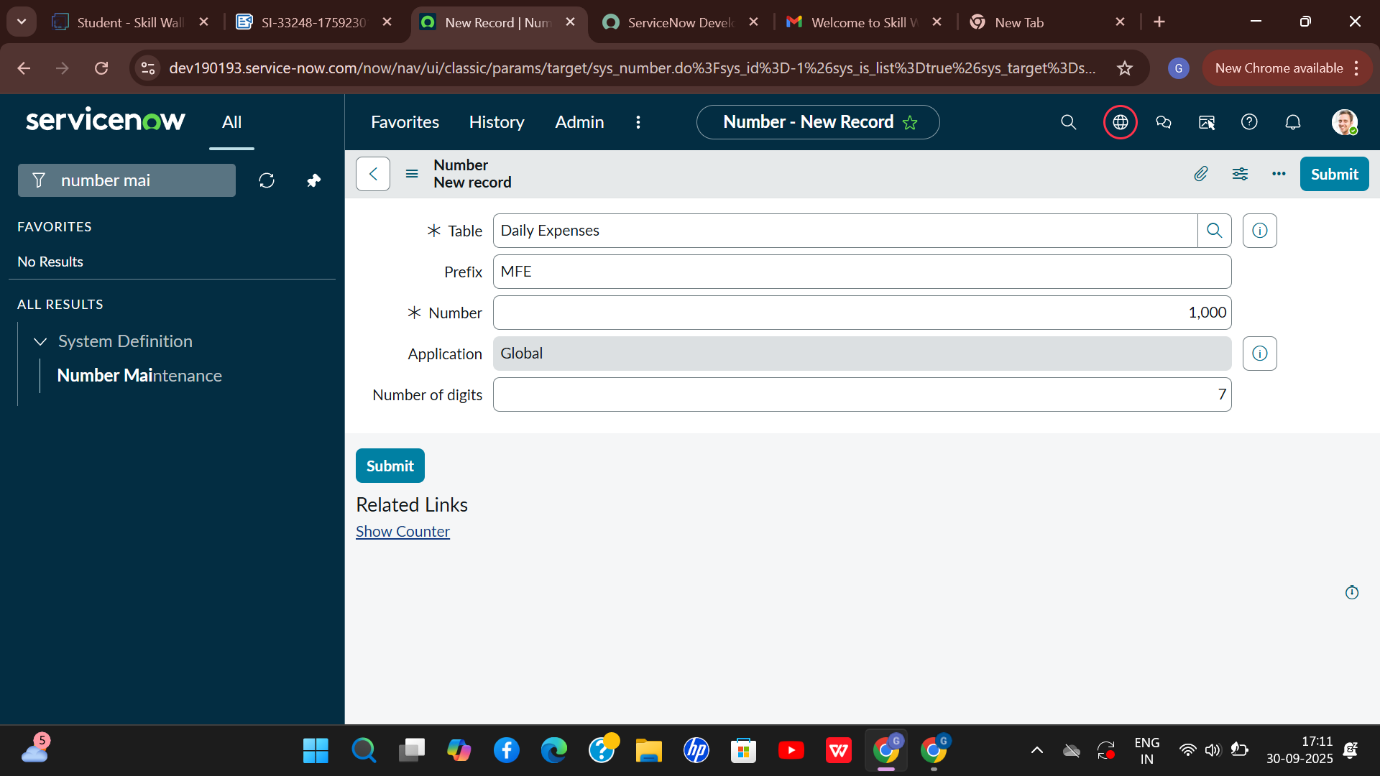 Student - Skill Wall
SI-33248-1759230
New Record | Num
ServiceNow Devel
Welcome to Skill W
New Tab
dev190193.service-now.com/now/nav/ui/classic/params/target/sys_number.do%3Fsys_id%3D-1%26sys_is_list%3Dtrue%26sys_target%3Ds...
G
New Chrome available
servicenow
All
Favorites
History
Admin
Number - New Record
number mai
FAVORITES
No Results
ALL RESULTS
System Definition
Number Maintenance
Number
New record
Submit
Table
Daily Expenses
Prefix
MFE
Number
1,000
Application
Global
Number of digits
7
Submit
Related Links
Show Counter
5
hp
W
G
G
ENG
IN
17:11
30-09-2025